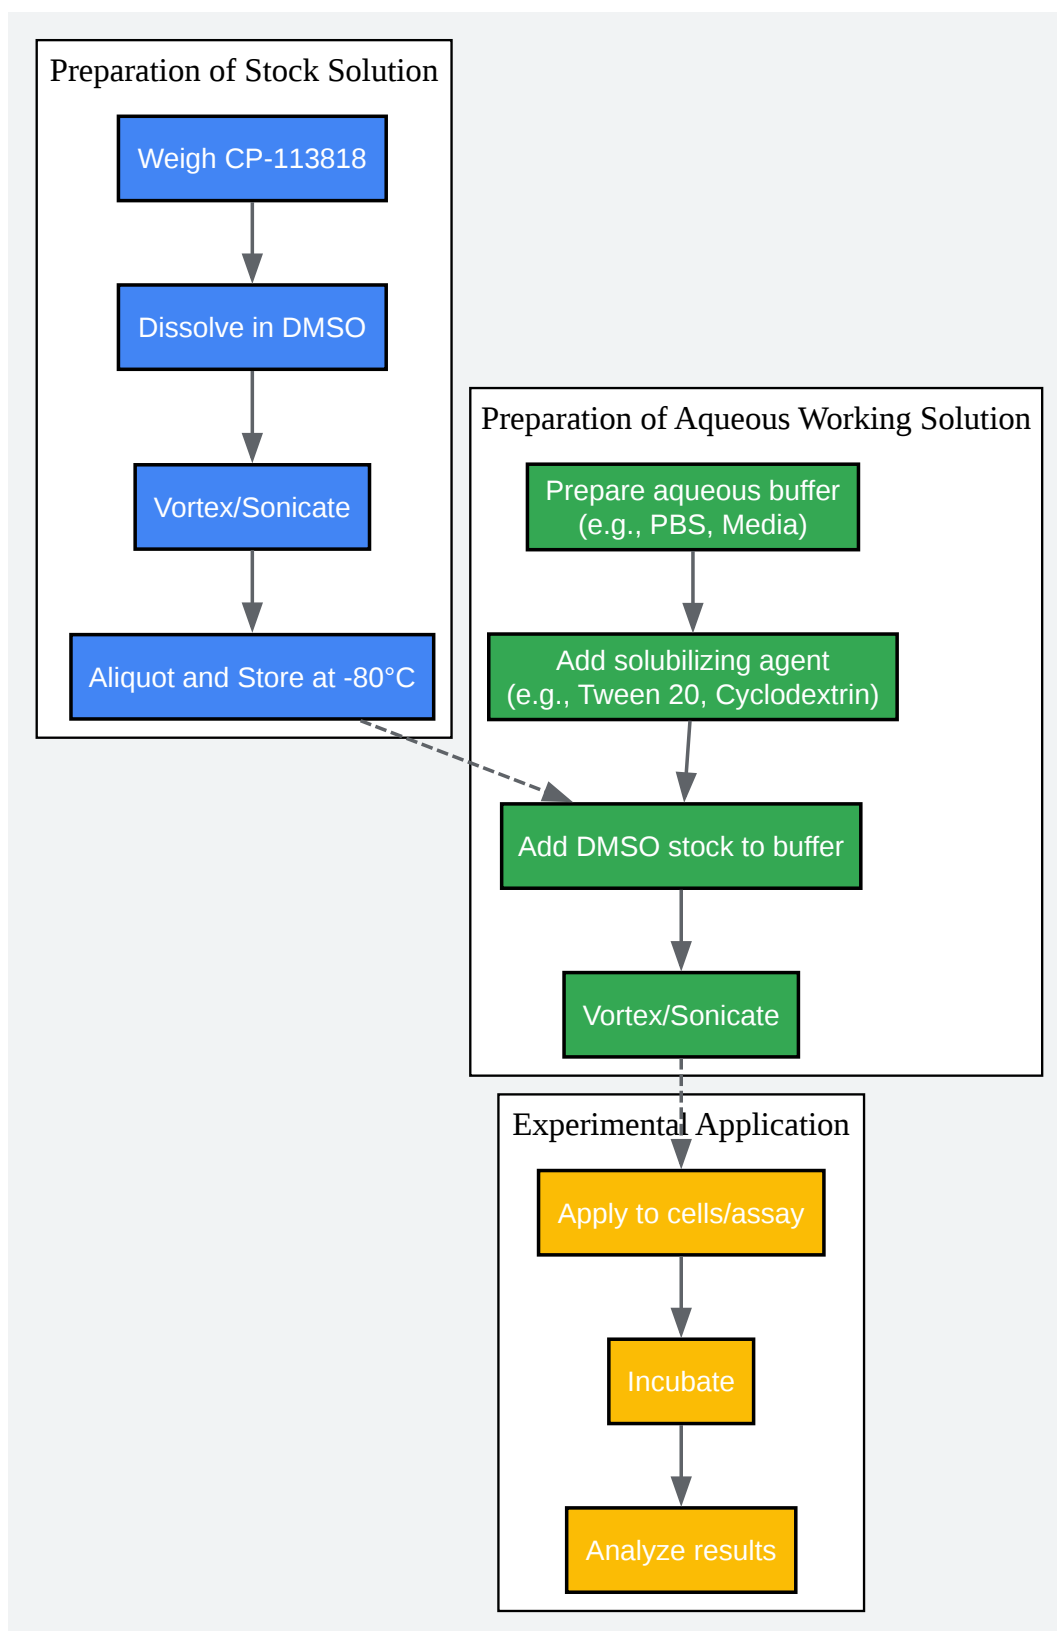 Preparation of Stock Solution
Weigh CP-113818
Dissolve in DMSO
Vortex/Sonicate
Aliquot and Store at -80°C
Preparation of Aqueous Working Solution
Prepare aqueous buffer
(e.g., PBS, Media)
Add solubilizing agent
(e.g., Tween 20, Cyclodextrin)
Add DMSO stock to buffer
Vortex/Sonicate
Experimental Application
Apply to cells/assay
Incubate
Analyze results